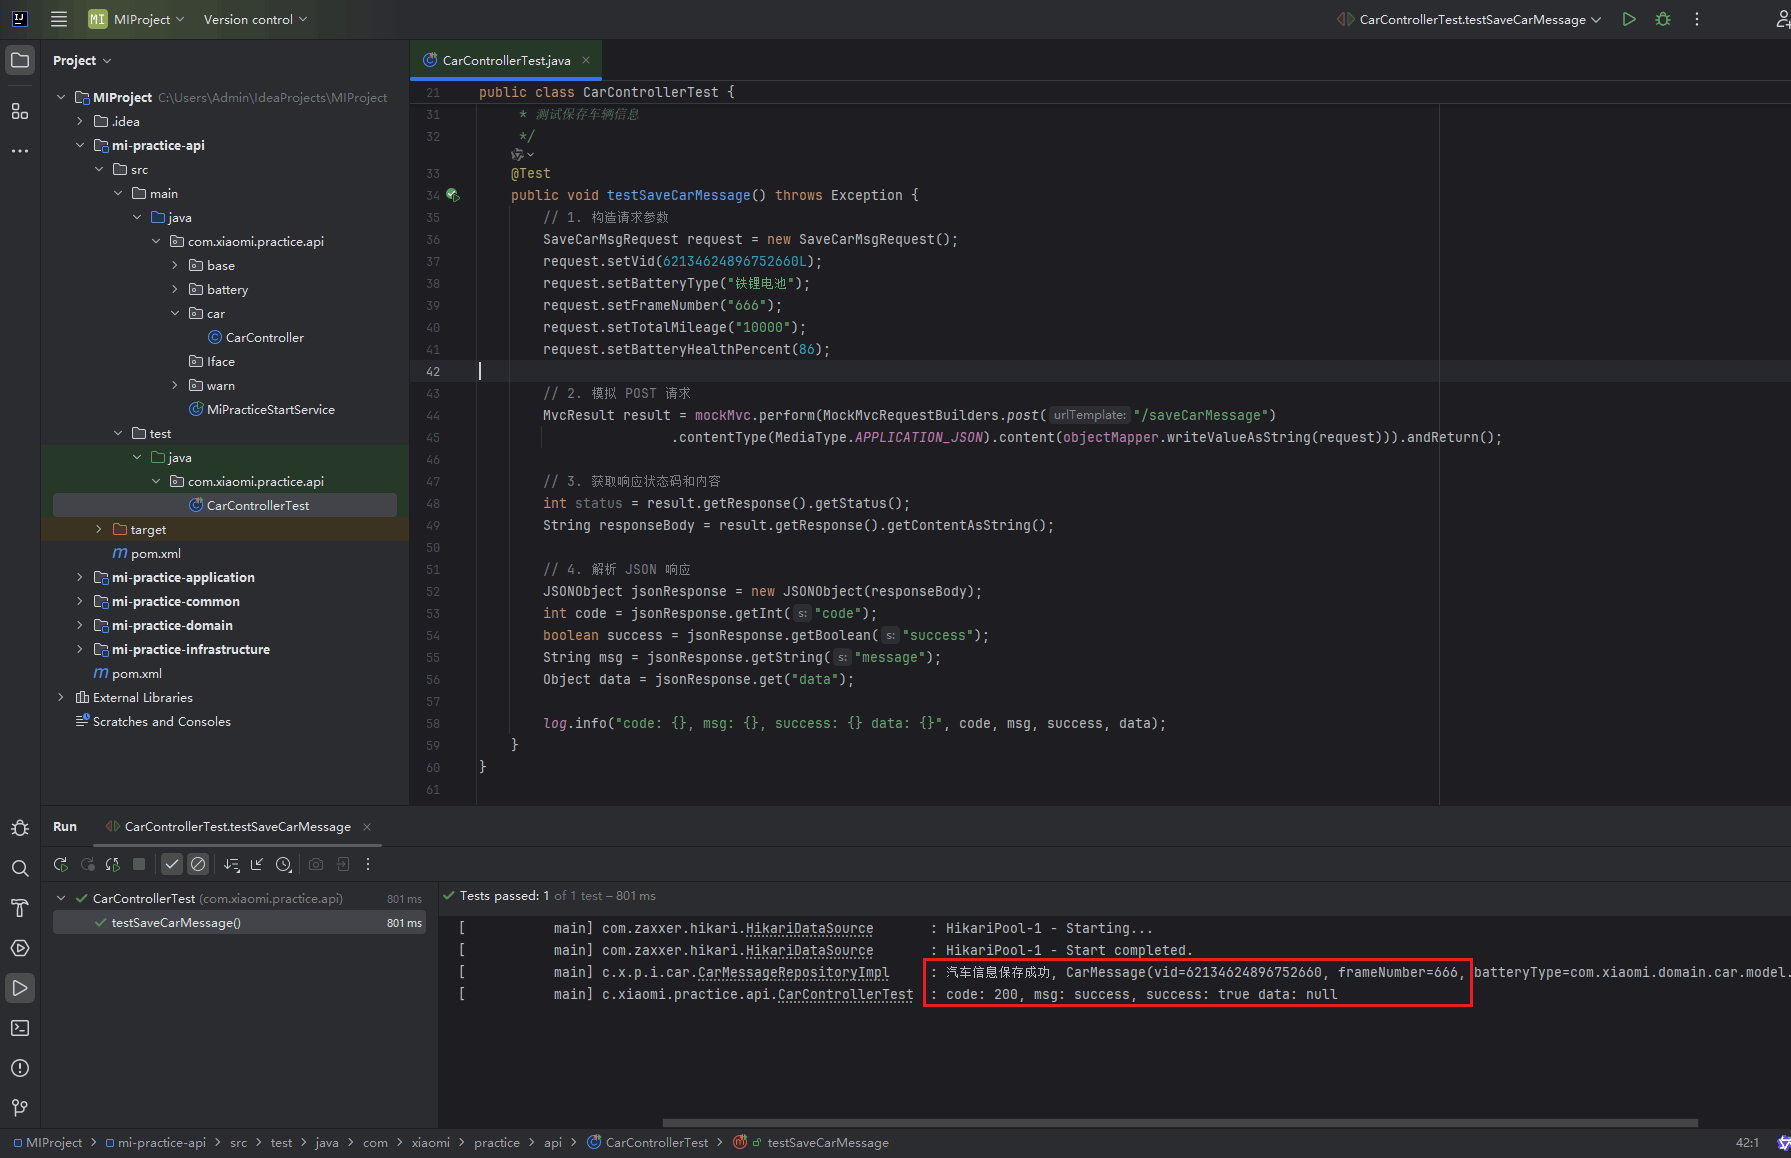 MI MIProject Version control CarControllerTest.testSaveCarMessage
Project
CarControllerTest.java
MIProject C:\Users\Admin\IdeaProjects\MIProject
.idea
mi-practice-api
src
main
java
com.xiaomi.practice.api
base
battery
car
CarController
Iface
warn
MiPracticeStartService
test
java
com.xiaomi.practice.api
CarControllerTest
target
pom.xml
mi-practice-application
mi-practice-common
mi-practice-domain
mi-practice-infrastructure
pom.xml
External Libraries
Scratches and Consoles
21 public class CarControllerTest {
31 * 测试保存车辆信息
32 */
33 @Test
34 public void testSaveCarMessage() throws Exception {
35 // 1. 构造请求参数
36 SaveCarMsgRequest request = new SaveCarMsgRequest();
37 request.setVid(62134624896752660L);
38 request.setBatteryType("铁锂电池");
39 request.setFrameNumber("666");
40 request.setTotalMileage("10000");
41 request.setBatteryHealthPercent(86);
42
43 // 2. 模拟 POST 请求
44 MvcResult result = mockMvc.perform(MockMvcRequestBuilders.post( urlTemplate: "/saveCarMessage")
45 .contentType(MediaType.APPLICATION_JSON).content(objectMapper.writeValueAsString(request))).andReturn();
46
47 // 3. 获取响应状态码和内容
48 int status = result.getResponse().getStatus();
49 String responseBody = result.getResponse().getContentAsString();
50
51 // 4. 解析 JSON 响应
52 JSONObject jsonResponse = new JSONObject(responseBody);
53 int code = jsonResponse.getInt( s: "code");
54 boolean success = jsonResponse.getBoolean( s: "success");
55 String msg = jsonResponse.getString( s: "message");
56 Object data = jsonResponse.get("data");
57
58 log.info("code: {}, msg: {}, success: {} data: {}", code, msg, success, data);
59 }
60 }
61
Run CarControllerTest.testSaveCarMessage
CarControllerTest (com.xiaomi.practice.api) 801 ms
testSaveCarMessage() 801 ms
Tests passed: 1 of 1 test – 801 ms
[ main] com.zaxxer.hikari.HikariDataSource : HikariPool-1 - Starting...
[ main] com.zaxxer.hikari.HikariDataSource : HikariPool-1 - Start completed.
[ main] c.x.p.i.car.CarMessageRepositoryImpl : 汽车信息保存成功, CarMessage(vid=62134624896752660, frameNumber=666, batteryType=com.xiaomi.domain.car.model.
[ main] c.xiaomi.practice.api.CarControllerTest : code: 200, msg: success, success: true data: null
MIProject > mi-practice-api > src > test > java > com > xiaomi > practice > api > CarControllerTest > testSaveCarMessage 42:1